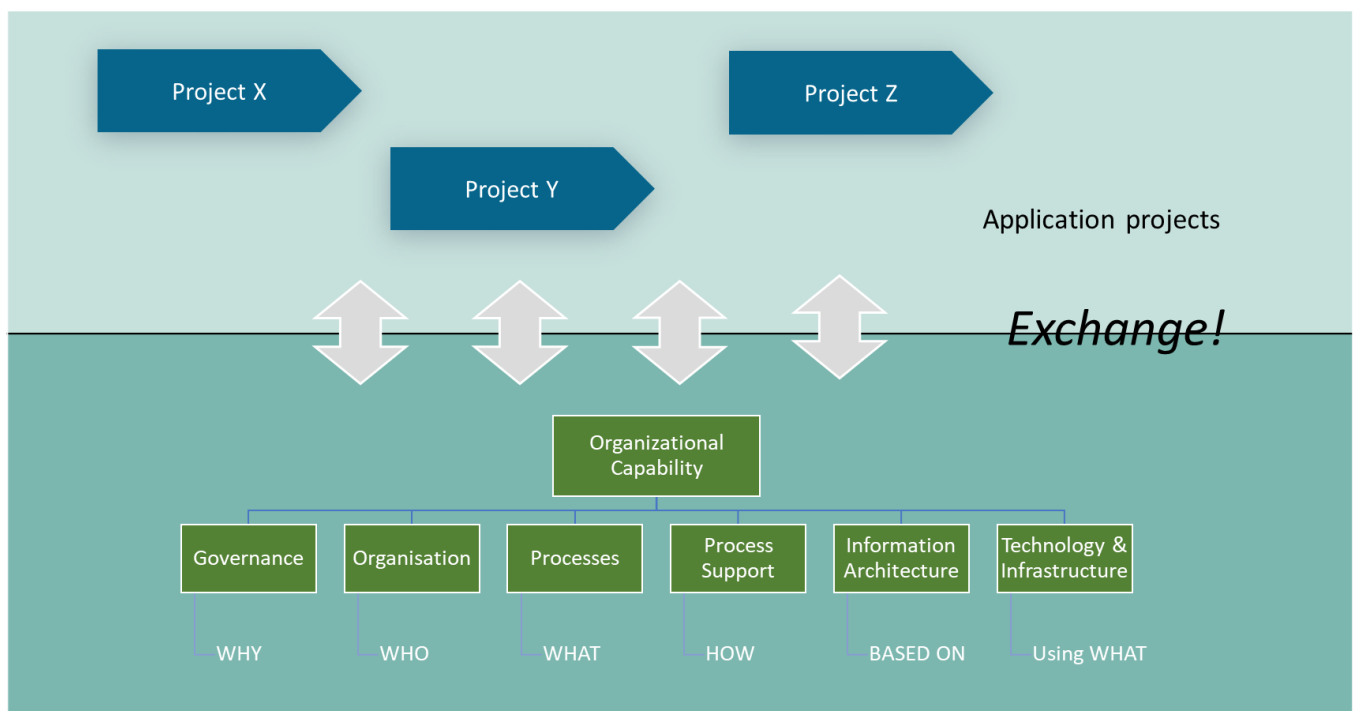 Project X
Project Z
Project Y
Application projects
Exchange!
Organizational
Capability
Governance
Organisation
Processes
Process
Support
Information
Architecture
Technology &
Infrastructure
WHY
WHO
WHAT
HOW
BASED ON
Using WHAT